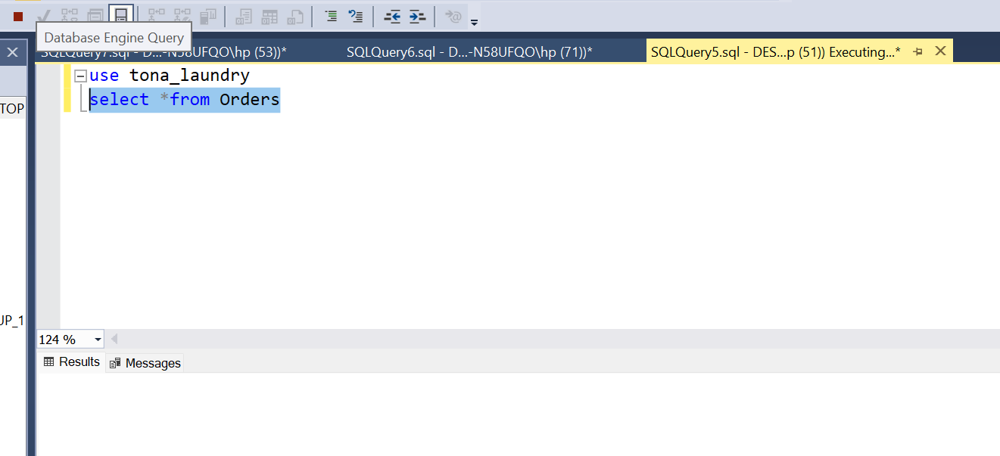 Database Engine Query
SQLQuery7.sql - D...-N58UFQO\hp (53))*
SQLQuery6.sql - D...-N58UFQO\hp (71))*
SQLQuery5.sql - DES...p (51)) Executing...*
use tona_laundry
select *from Orders
TOP
UP_1
124 %
Results
Messages